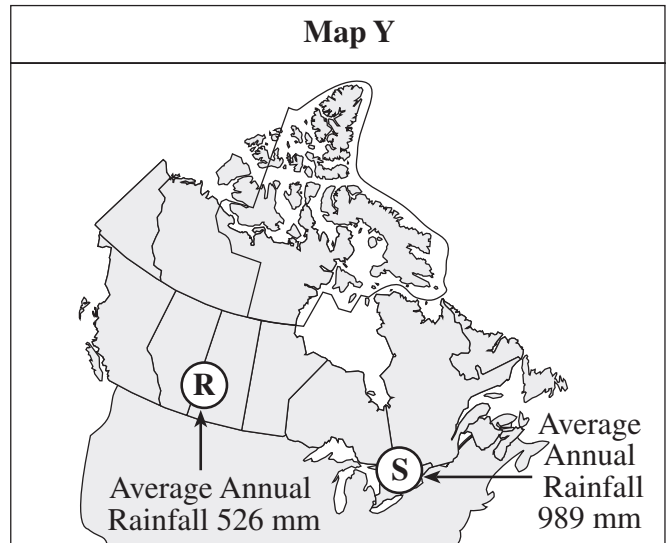 Map Y
R
S
Average Annual
Rainfall 526 mm
Average
Annual
Rainfall
989 mm